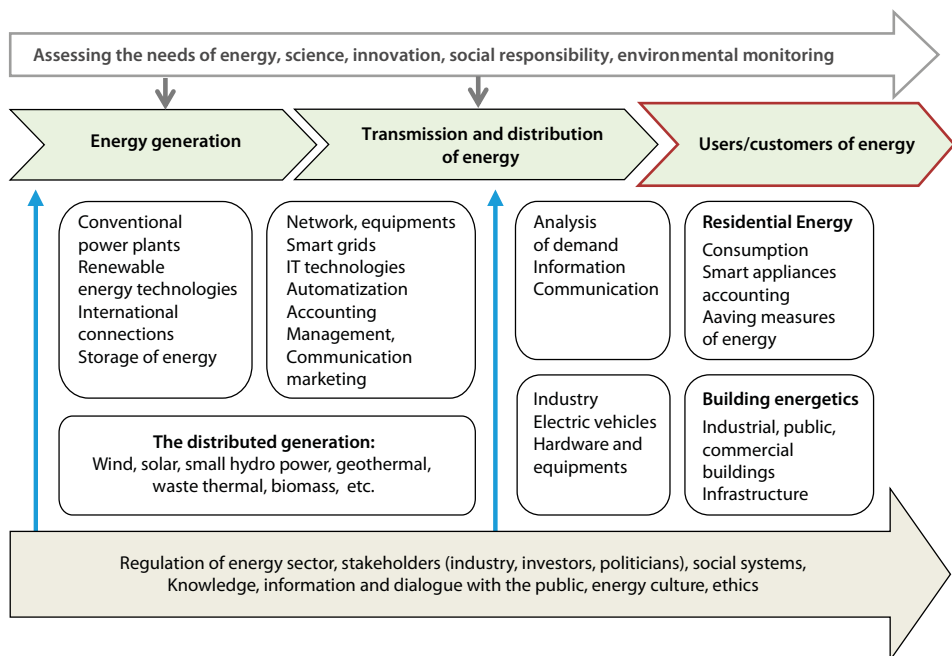 Assessing the needs of energy, science, innovation, social responsibility, environmental monitoring
Energy generation
Transmission and distribution
of energy
Users/customers of energy
Conventional
power plants
Renewable
energy technologies
International
connections
Storage of energy
Network, equipments
Smart grids
IT technologies
Automatization
Accounting
Management,
Communication
marketing
Analysis
of demand
Information
Communication
Residential Energy
Consumption
Smart appliances
accounting
Aaving measures
of energy
The distributed generation:
Wind, solar, small hydro power, geothermal,
waste thermal, biomass, etc.
Industry
Electric vehicles
Hardware and
equipments
Building energetics
Industrial, public,
commercial
buildings
Infrastructure
Regulation of energy sector, stakeholders (industry, investors, politicians), social systems,
Knowledge, information and dialogue with the public, energy culture, ethics